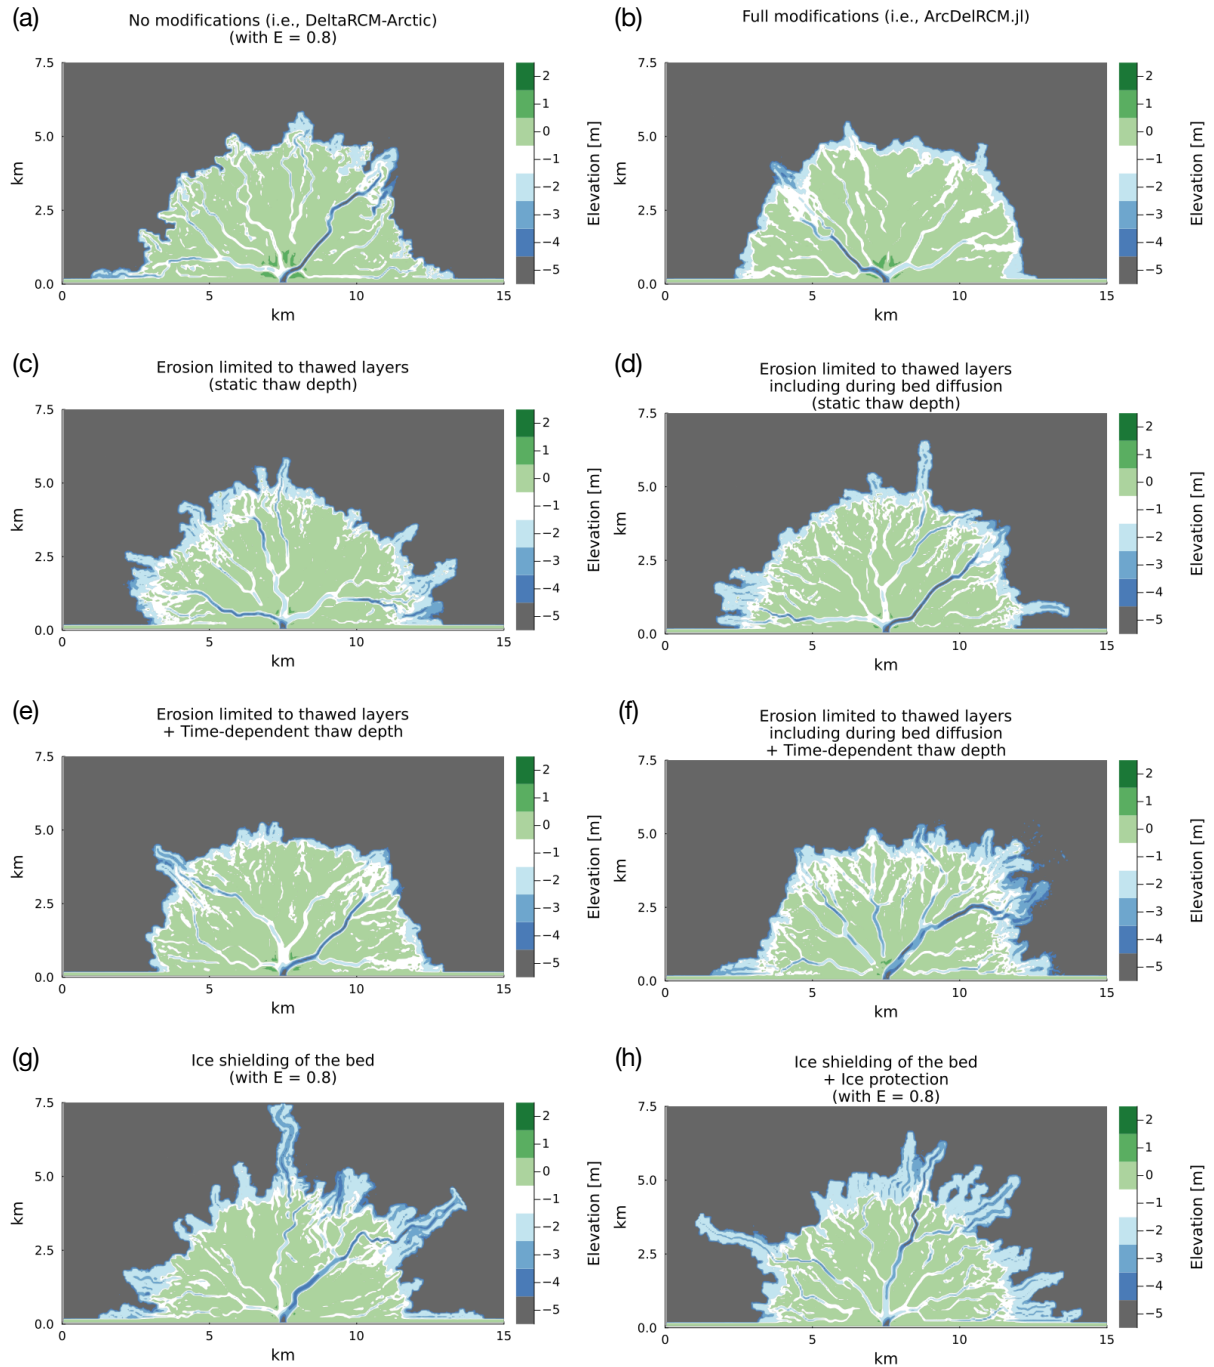 (a)
No modifications (i.e., DeltaRCM-Arctic)
(with E = 0.8)
7.5
5.0
2.5
0.0
km
0 5 10 15
km
2
1
0
−1
−2
−3
−4
−5
Elevation [m]
(b)
Full modifications (i.e., ArcDelRCM.jl)
7.5
5.0
2.5
0.0
km
0 5 10 15
km
2
1
0
−1
−2
−3
−4
−5
Elevation [m]
(c)
Erosion limited to thawed layers
(static thaw depth)
7.5
5.0
2.5
0.0
km
0 5 10 15
km
2
1
0
−1
−2
−3
−4
−5
Elevation [m]
(d)
Erosion limited to thawed layers
including during bed diffusion
(static thaw depth)
7.5
5.0
2.5
0.0
km
0 5 10 15
km
2
1
0
−1
−2
−3
−4
−5
Elevation [m]
(e)
Erosion limited to thawed layers
+ Time-dependent thaw depth
7.5
5.0
2.5
0.0
km
0 5 10 15
km
2
1
0
−1
−2
−3
−4
−5
Elevation [m]
(f)
Erosion limited to thawed layers
including during bed diffusion
+ Time-dependent thaw depth
7.5
5.0
2.5
0.0
km
0 5 10 15
km
2
1
0
−1
−2
−3
−4
−5
Elevation [m]
(g)
Ice shielding of the bed
(with E = 0.8)
7.5
5.0
2.5
0.0
km
0 5 10 15
km
2
1
0
−1
−2
−3
−4
−5
Elevation [m]
(h)
Ice shielding of the bed
+ Ice protection
(with E = 0.8)
7.5
5.0
2.5
0.0
km
0 5 10 15
km
2
1
0
−1
−2
−3
−4
−5
Elevation [m]